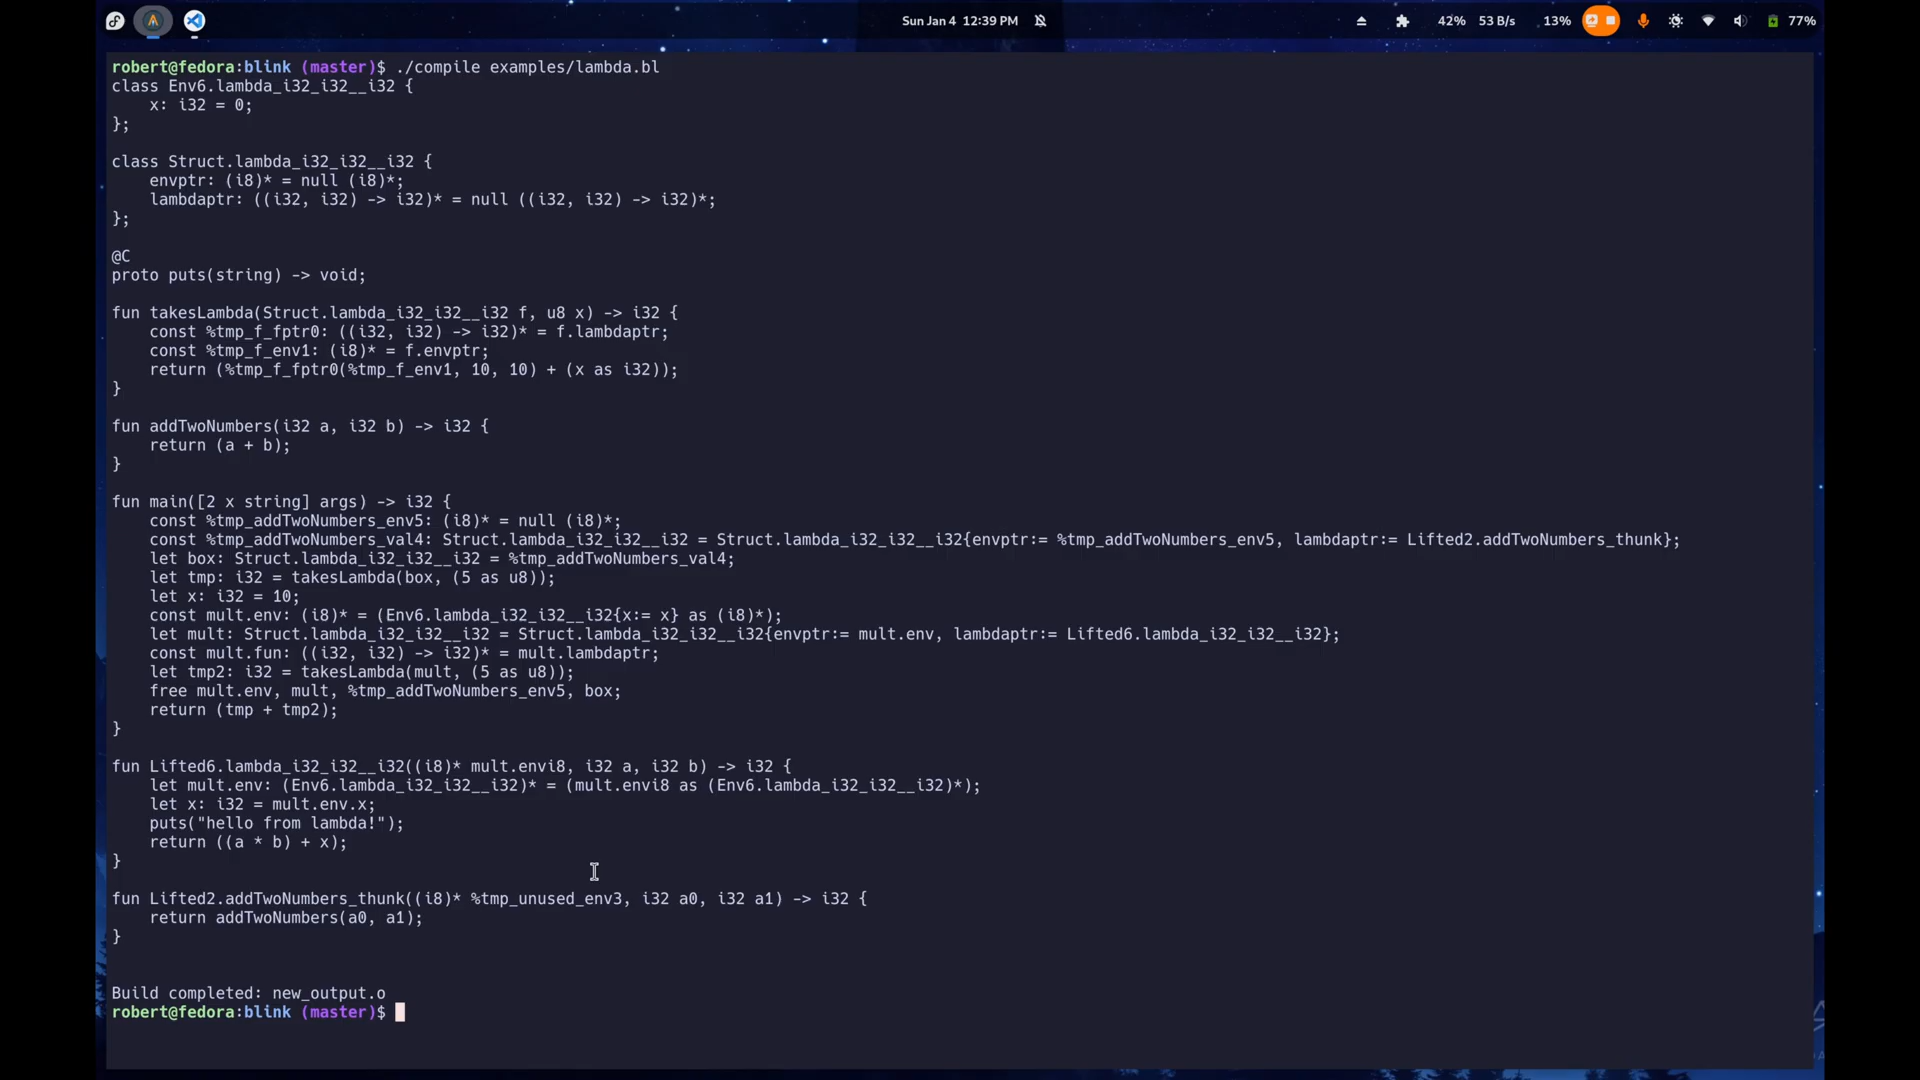 Sun Jan 4 12:39 PM
42% 53 B/s 13% 77%
robert@fedora:blink (master)$ ./compile examples/lambda.bl
class Env6.lambda_i32_i32__i32 {
x: i32 = 0;
};
class Struct.lambda_i32_i32__i32 {
envptr: (i8)* = null (i8)*;
lambdaptr: ((i32, i32) -> i32)* = null ((i32, i32) -> i32)*;
};
@C
proto puts(string) -> void;
fun takesLambda(Struct.lambda_i32_i32__i32 f, u8 x) -> i32 {
const %tmp_f_fptr0: ((i32, i32) -> i32)* = f.lambdaptr;
const %tmp_f_env1: (i8)* = f.envptr;
return (%tmp_f_fptr0(%tmp_f_env1, 10, 10) + (x as i32));
}
fun addTwoNumbers(i32 a, i32 b) -> i32 {
return (a + b);
}
fun main([2 x string] args) -> i32 {
const %tmp_addTwoNumbers_env5: (i8)* = null (i8)*;
const %tmp_addTwoNumbers_val4: Struct.lambda_i32_i32__i32 = Struct.lambda_i32_i32__i32{envptr:= %tmp_addTwoNumbers_env5, lambdaptr:= Lifted2.addTwoNumbers_thunk};
let box: Struct.lambda_i32_i32__i32 = %tmp_addTwoNumbers_val4;
let tmp: i32 = takesLambda(box, (5 as u8));
let x: i32 = 10;
const mult.env: (i8)* = (Env6.lambda_i32_i32__i32{x:= x} as (i8)*);
let mult: Struct.lambda_i32_i32__i32 = Struct.lambda_i32_i32__i32{envptr:= mult.env, lambdaptr:= Lifted6.lambda_i32_i32__i32};
const mult.fun: ((i32, i32) -> i32)* = mult.lambdaptr;
let tmp2: i32 = takesLambda(mult, (5 as u8));
free mult.env, mult, %tmp_addTwoNumbers_env5, box;
return (tmp + tmp2);
}
fun Lifted6.lambda_i32_i32__i32((i8)* mult.envi8, i32 a, i32 b) -> i32 {
let mult.env: (Env6.lambda_i32_i32__i32)* = (mult.envi8 as (Env6.lambda_i32_i32__i32)*);
let x: i32 = mult.env.x;
puts("hello from lambda!");
return ((a * b) + x);
}
fun Lifted2.addTwoNumbers_thunk((i8)* %tmp_unused_env3, i32 a0, i32 a1) -> i32 {
return addTwoNumbers(a0, a1);
}
Build completed: new_output.o
robert@fedora:blink (master)$